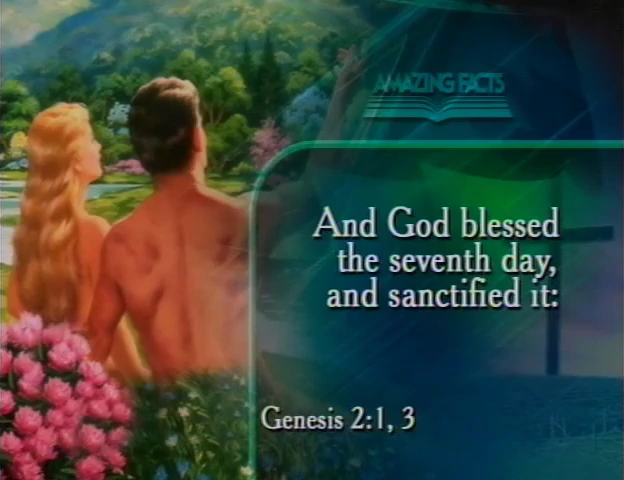 AMAZING FACTS
And God blessed
the seventh day,
and sanctified it:
Genesis 2:1, 3